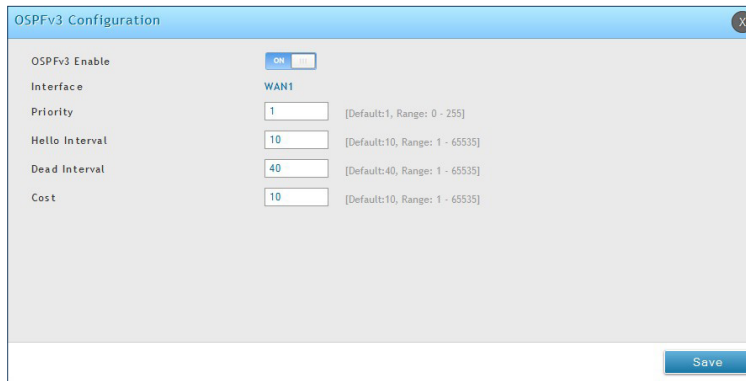 OSPFv3 Configuration
X
OSPFv3 Enable ON
Interface WAN1
Priority 1 [Default:1, Range: 0 - 255]
Hello Interval 10 [Default:10, Range: 1 - 65535]
Dead Interval 40 [Default:40, Range: 1 - 65535]
Cost 10 [Default:10, Range: 1 - 65535]
Save